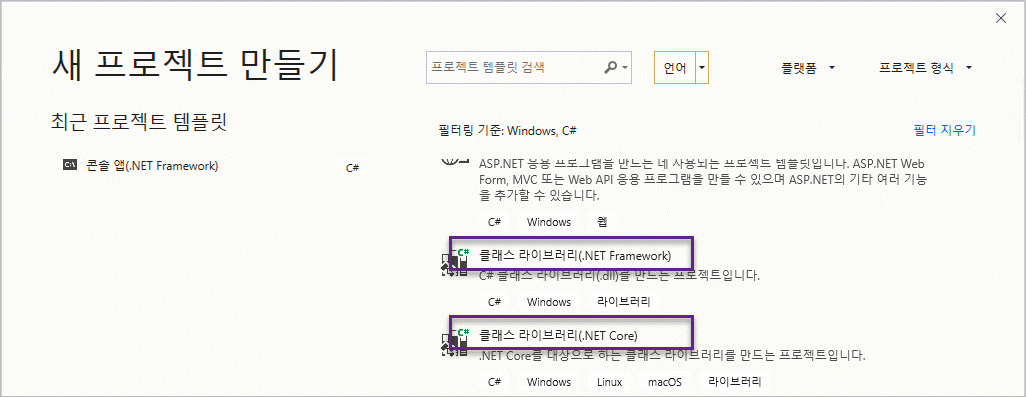 새 프로젝트 만들기
프로젝트 템플릿 검색
언어
플랫폼
프로젝트 형식
최근 프로젝트 템플릿
콘솔 앱(.NET Framework)
C#
필터링 기준: Windows, C#
필터 지우기
ASP.NET 응용 프로그램을 만드는 데 사용되는 프로젝트 템플릿입니다. ASP.NET Web
Form, MVC 또는 Web API 응용 프로그램을 만들 수 있으며 ASP.NET의 기타 여러 기능
을 추가할 수 있습니다.
C# Windows 웹
클래스 라이브러리(.NET Framework)
C# 클래스 라이브러리(.dll)를 만드는 프로젝트입니다.
C# Windows 라이브러리
클래스 라이브러리(.NET Core)
.NET Core를 대상으로 하는 클래스 라이브러리를 만드는 프로젝트입니다.
C# Windows Linux macOS 라이브러리